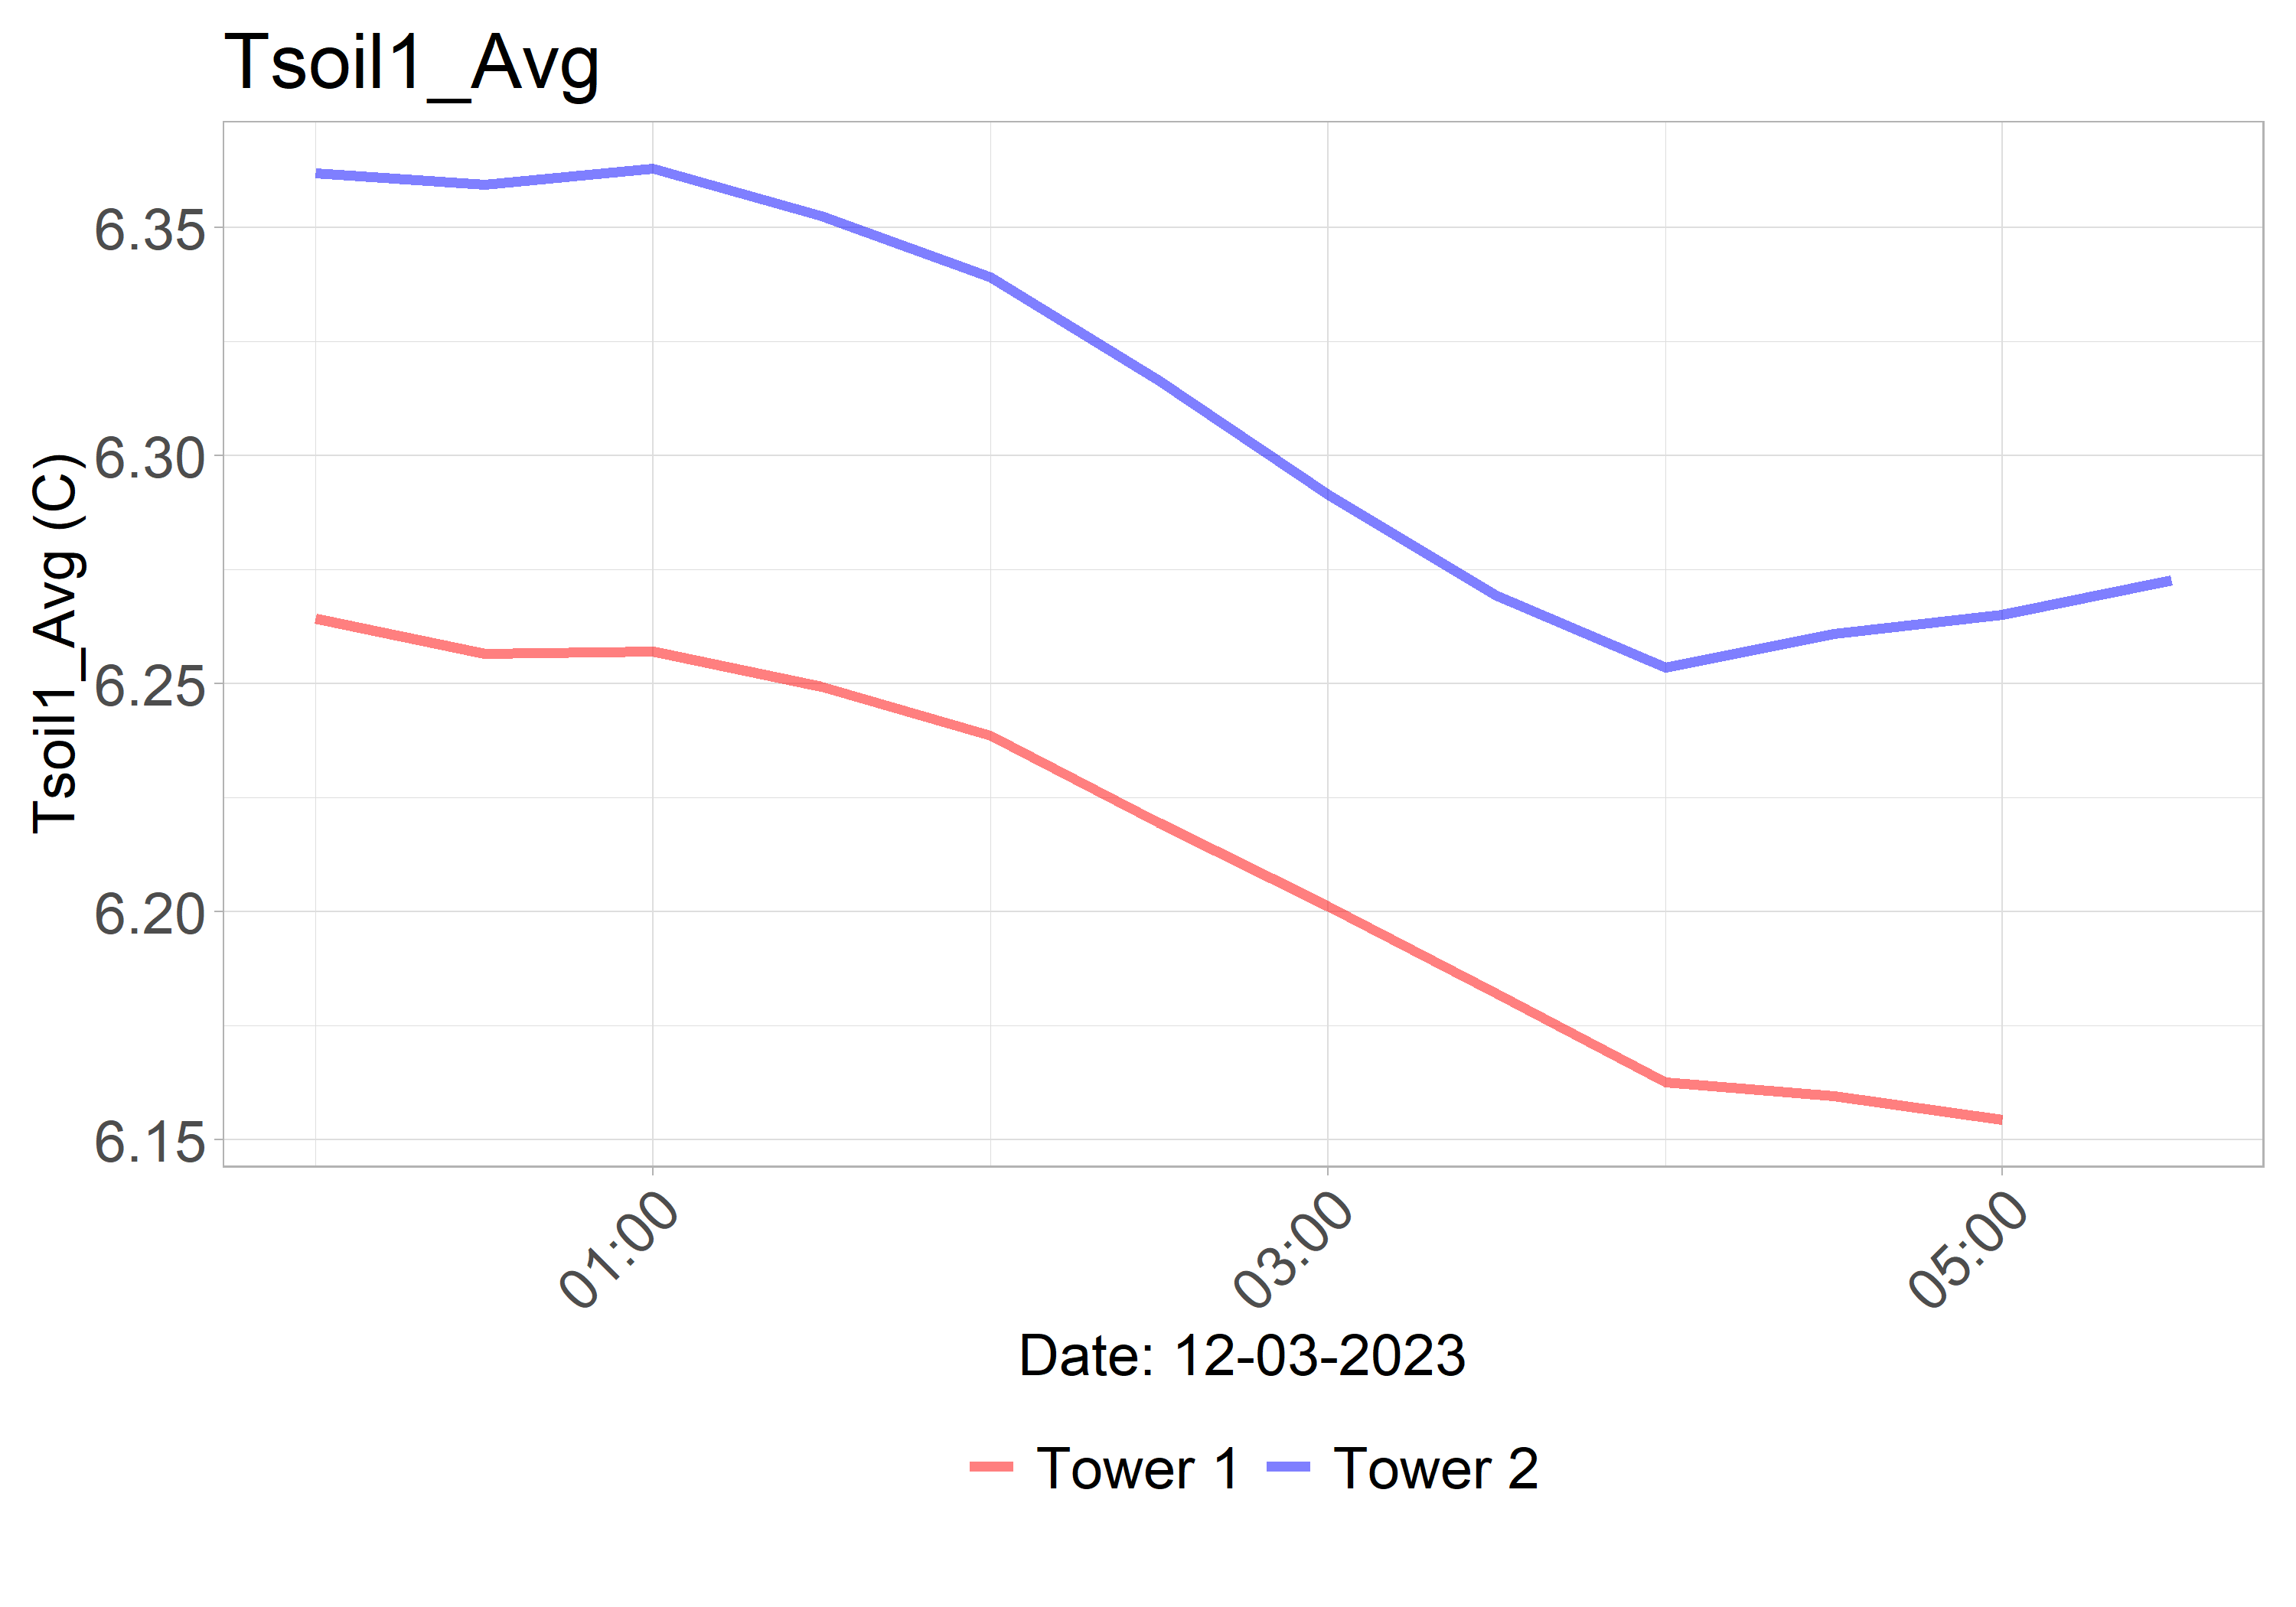 Tsoil1_Avg
Tsoil1_Avg (C)
6.35
6.30
6.25
6.20
6.15
01:00
03:00
05:00
Date: 12-03-2023
Tower 1 Tower 2